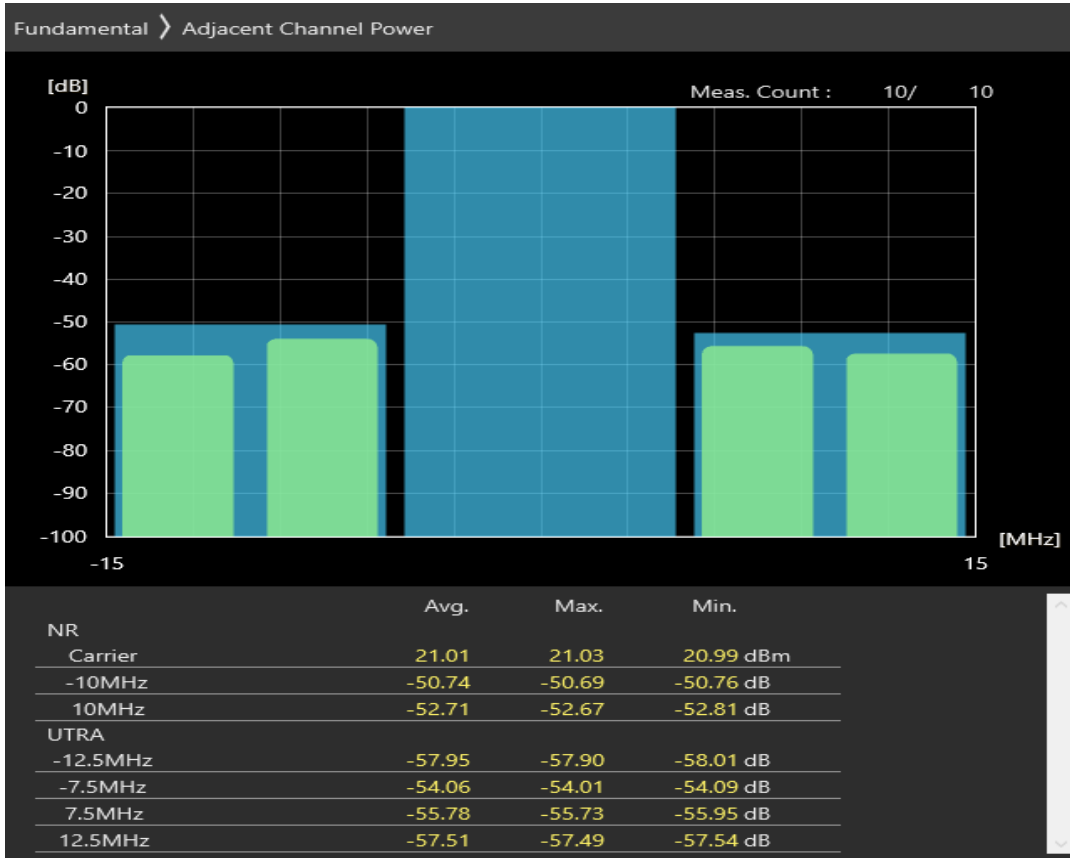 Fundamental ❭ Adjacent Channel Power
[dB]
Meas. Count : 10/ 10
0
-10
-20
-30
-40
-50
-60
-70
-80
-90
-100
[MHz]
-15 15
Avg. Max. Min.
NR
Carrier 21.01 21.03 20.99 dBm
-10MHz -50.74 -50.69 -50.76 dB
10MHz -52.71 -52.67 -52.81 dB
UTRA
-12.5MHz -57.95 -57.90 -58.01 dB
-7.5MHz -54.06 -54.01 -54.09 dB
7.5MHz -55.78 -55.73 -55.95 dB
12.5MHz -57.51 -57.49 -57.54 dB